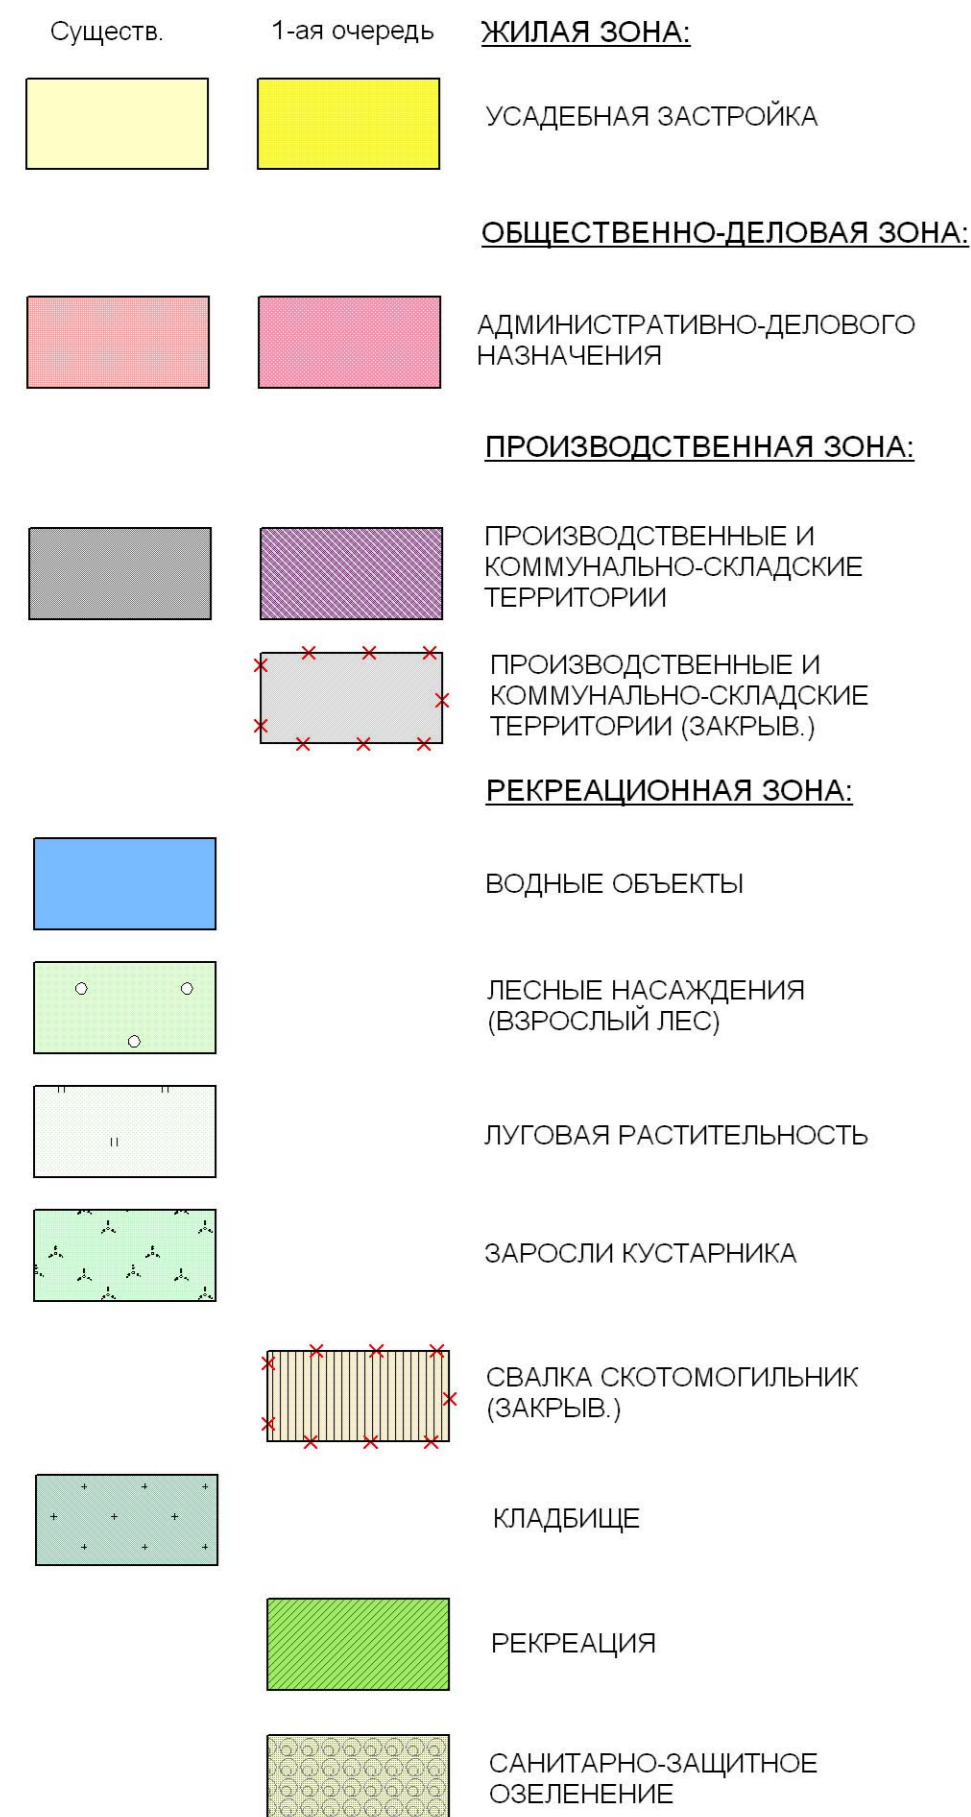 Существ. 1-ая очередь ЖИЛАЯ ЗОНА:
УСАДЕБНАЯ ЗАСТРОЙКА
ОБЩЕСТВЕННО-ДЕЛОВАЯ ЗОНА:
АДМИНИСТРАТИВНО-ДЕЛОВОГО
НАЗНАЧЕНИЯ
ПРОИЗВОДСТВЕННАЯ ЗОНА:
ПРОИЗВОДСТВЕННЫЕ И
КОММУНАЛЬНО-СКЛАДСКИЕ
ТЕРРИТОРИИ
ПРОИЗВОДСТВЕННЫЕ И
КОММУНАЛЬНО-СКЛАДСКИЕ
ТЕРРИТОРИИ (ЗАКРЫВ.)
РЕКРЕАЦИОННАЯ ЗОНА:
ВОДНЫЕ ОБЪЕКТЫ
ЛЕСНЫЕ НАСАЖДЕНИЯ
(ВЗРОСЛЫЙ ЛЕС)
ЛУГОВАЯ РАСТИТЕЛЬНОСТЬ
ЗАРОСЛИ КУСТАРНИКА
СВАЛКА СКОТОМОГИЛЬНИК
(ЗАКРЫВ.)
КЛАДБИЩЕ
РЕКРЕАЦИЯ
САНИТАРНО-ЗАЩИТНОЕ
ОЗЕЛЕНЕНИЕ